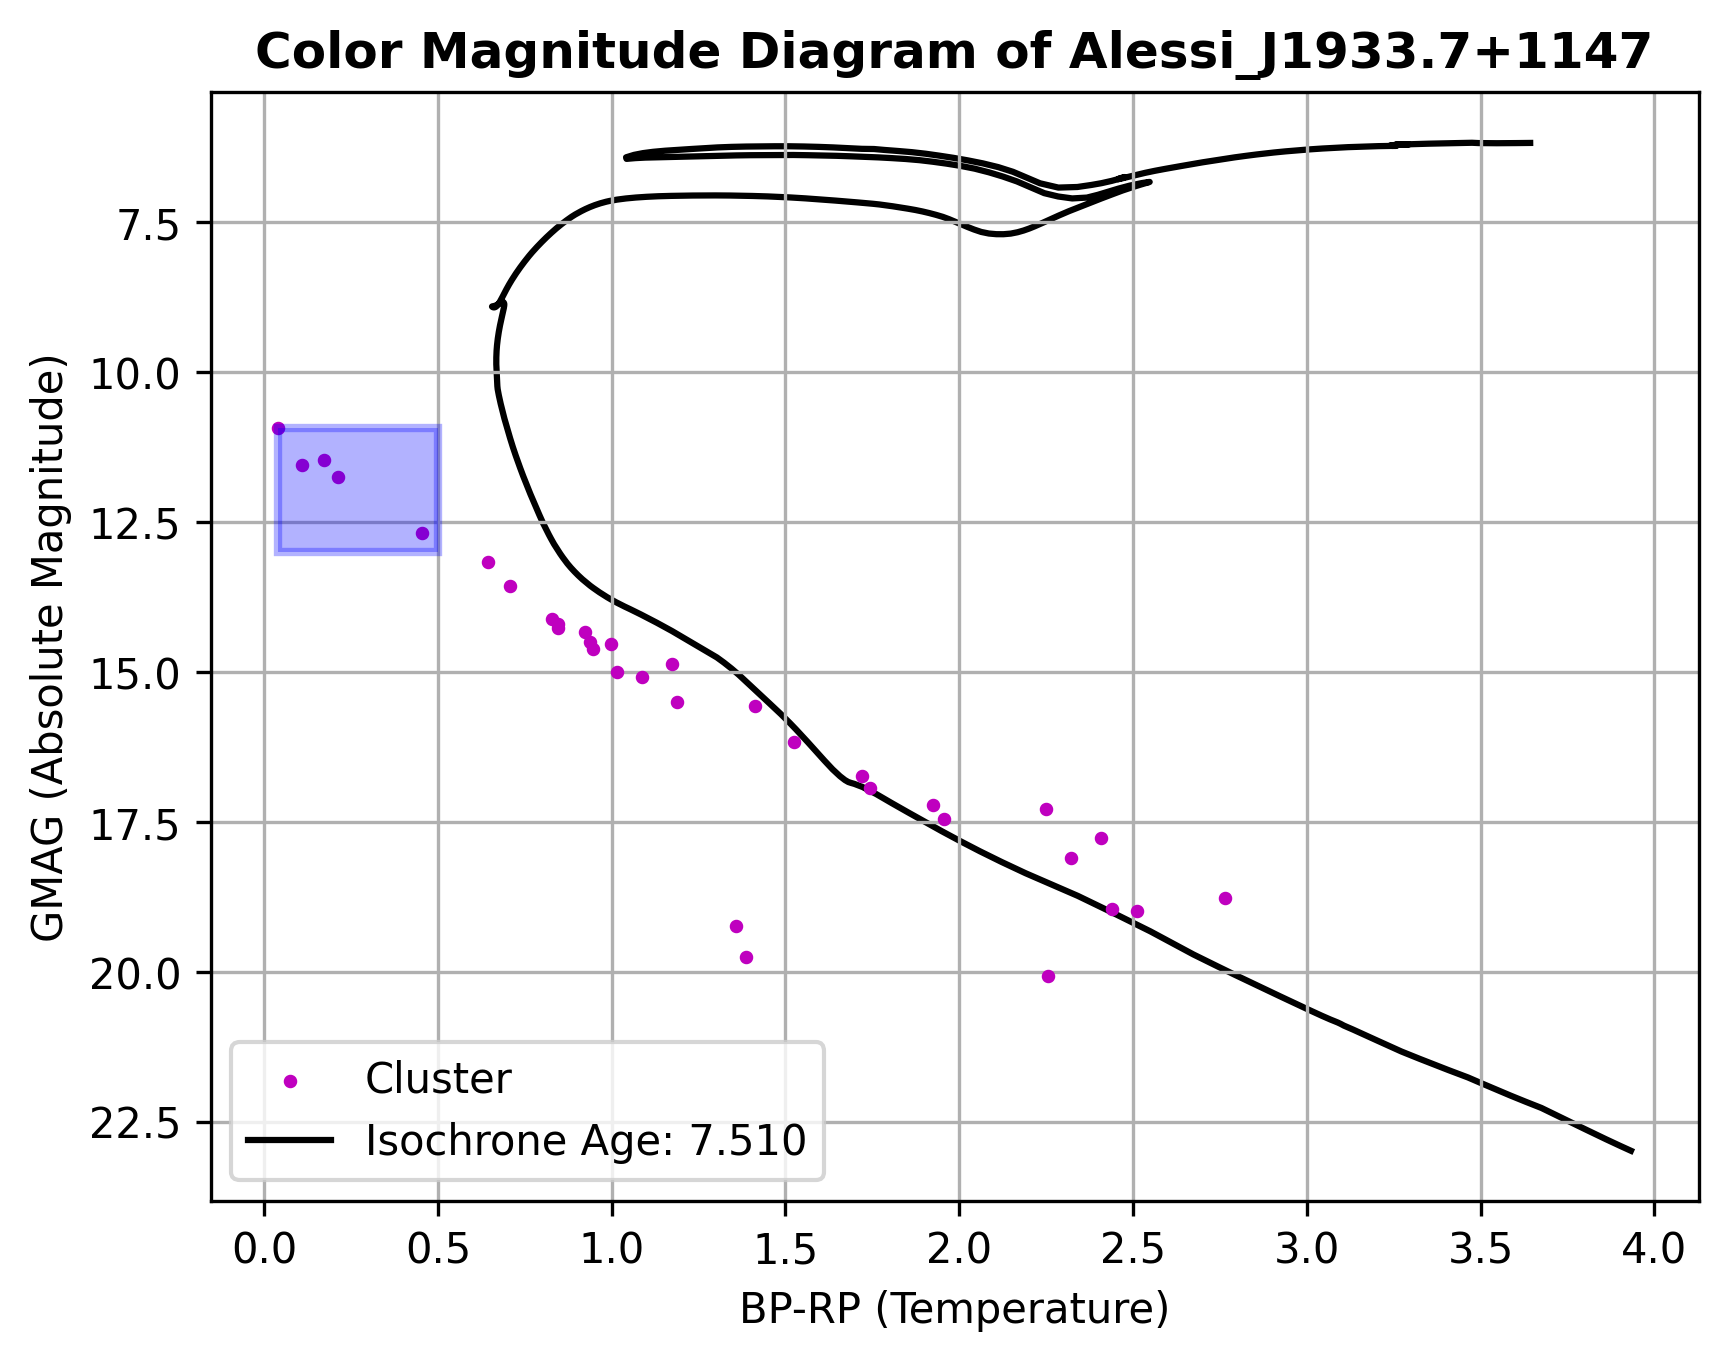 Color Magnitude Diagram of Alessi_J1933.7+1147
GMAG (Absolute Magnitude)
7.5
10.0
12.5
15.0
17.5
20.0
22.5
Cluster
Isochrone Age: 7.510
0.0 0.5 1.0 1.5 2.0 2.5 3.0 3.5 4.0
BP-RP (Temperature)